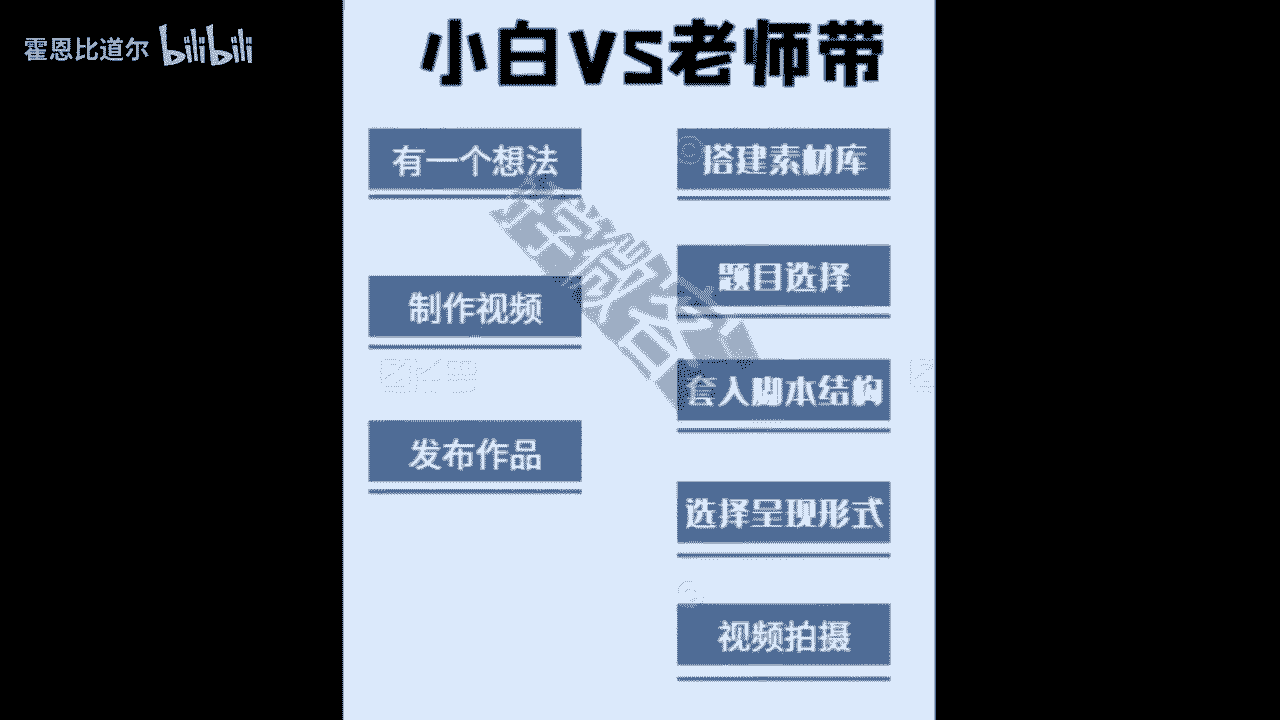 霍恩比道尔 bilibili
小白VS老师带
有一个想法
制作视频
发布作品
搭建素材库
题目选择
套入脚本结构
选择呈现形式
视频拍摄